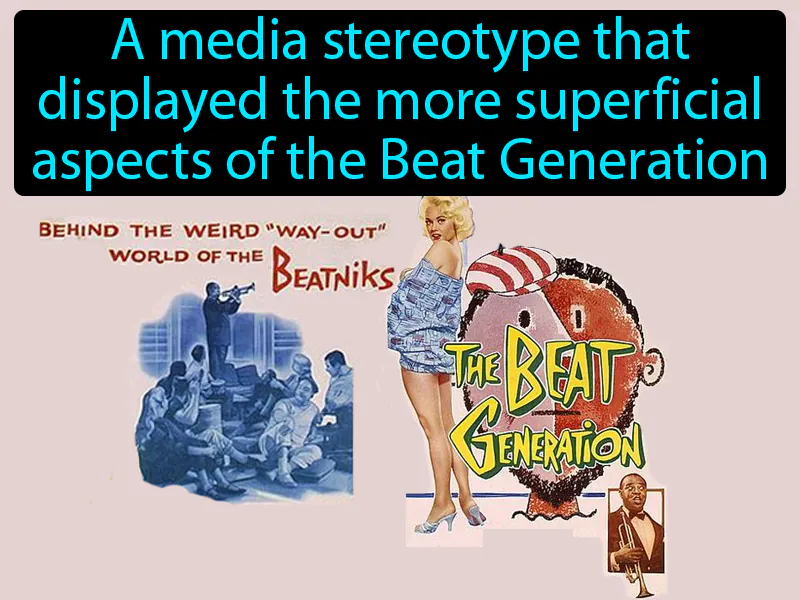 A media stereotype that
displayed the more superficial
aspects of the Beat Generation
BEHIND THE WEIRD "WAY-OUT"
WORLD OF THE BEATNiKS
THE BEAT
GENERATiON